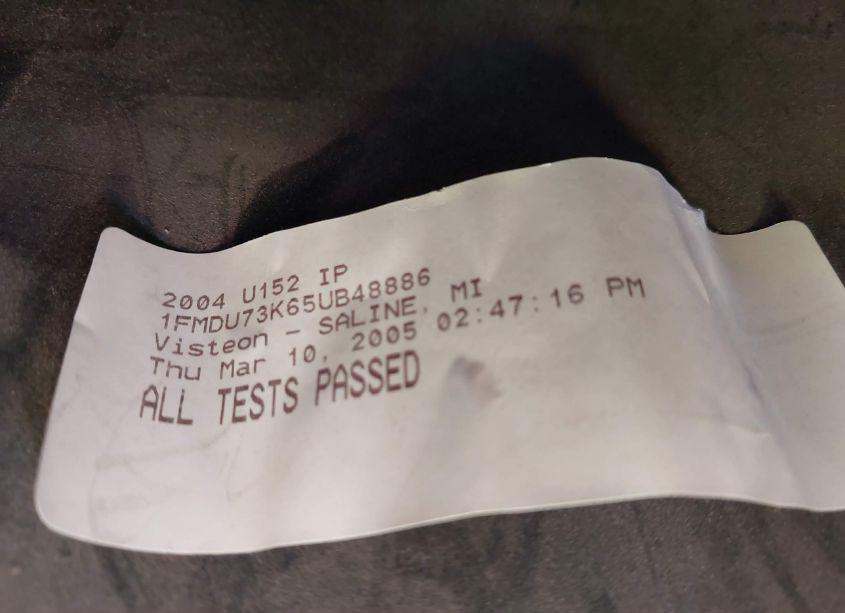 2004 U152 IP
1FMDU73K65UB48886
Visteon - SALINE, MI
Thu Mar 10, 2005 02:47:16 PM
ALL TESTS PASSED